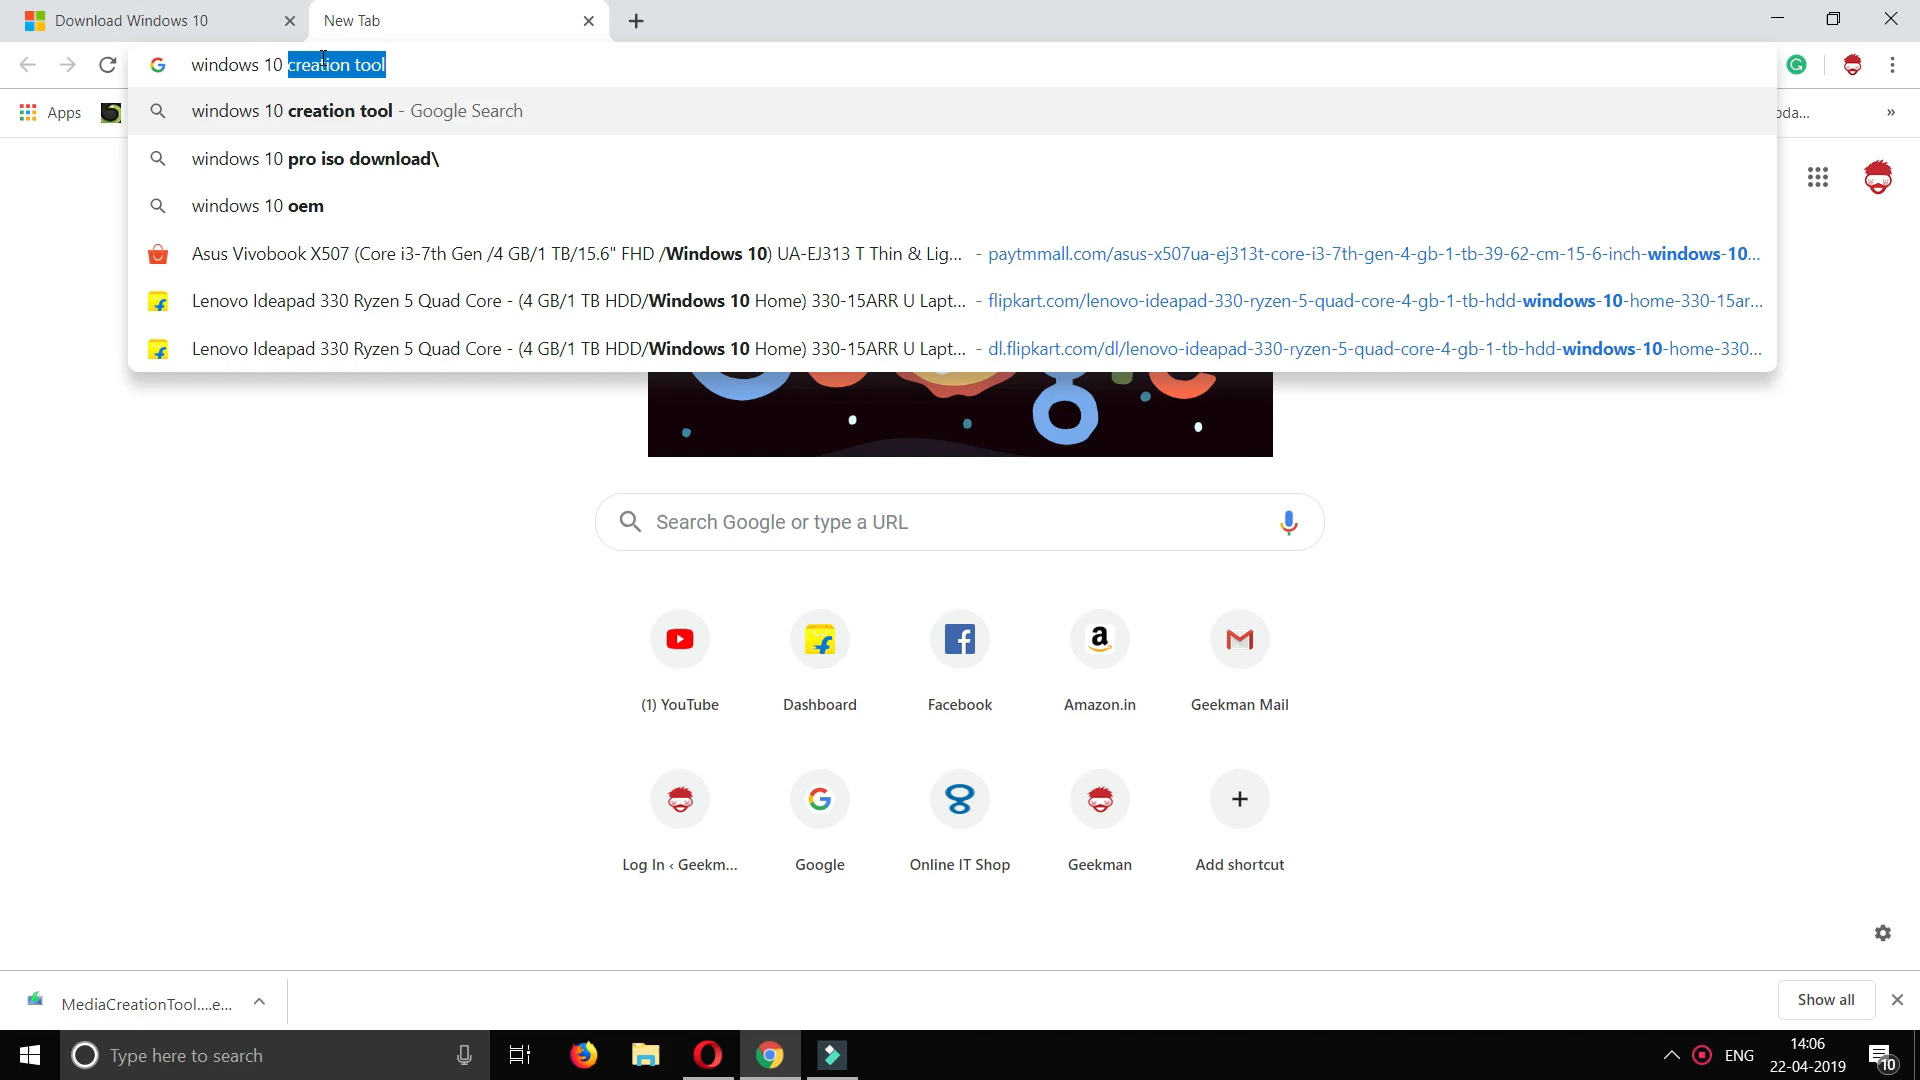 Download Windows 10
New Tab
windows 10 creation tool
windows 10 creation tool - Google Search
Apps
windows 10 pro iso download\
windows 10 oem
Asus Vivobook X507 (Core i3-7th Gen /4 GB/1 TB/15.6" FHD /Windows 10) UA-EJ313 T Thin & Lig... - paytmmall.com/asus-x507ua-ej313t-core-i3-7th-gen-4-gb-1-tb-39-62-cm-15-6-inch-windows-10...
Lenovo Ideapad 330 Ryzen 5 Quad Core - (4 GB/1 TB HDD/Windows 10 Home) 330-15ARR U Lapt... - flipkart.com/lenovo-ideapad-330-ryzen-5-quad-core-4-gb-1-tb-hdd-windows-10-home-330-15ar...
Lenovo Ideapad 330 Ryzen 5 Quad Core - (4 GB/1 TB HDD/Windows 10 Home) 330-15ARR U Lapt... - dl.flipkart.com/dl/lenovo-ideapad-330-ryzen-5-quad-core-4-gb-1-tb-hdd-windows-10-home-330...
Search Google or type a URL
(1) YouTube
Dashboard
Facebook
Amazon.in
Geekman Mail
Log In ‹ Geekm...
Google
Online IT Shop
Geekman
Add shortcut
MediaCreationTool....e...
Show all
Type here to search
ENG
14:06
22-04-2019
10